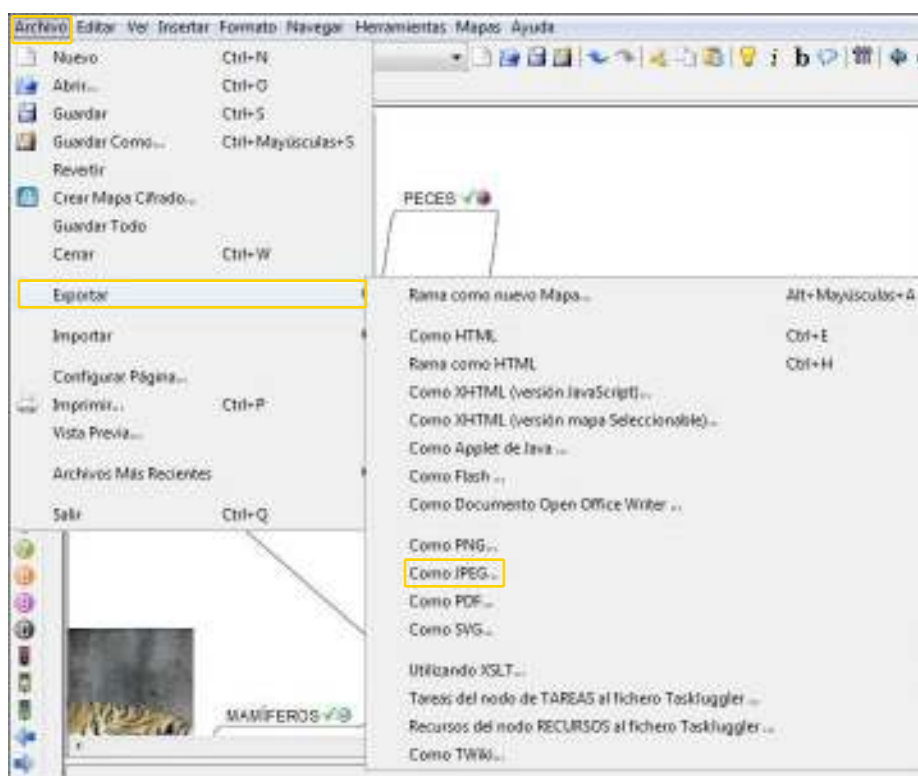 Archivo Editar Ver Insertar Formato Navegar Herramientas Mapas Ayuda
Nuevo Ctrl+N
Abrir... Ctrl+O
Guardar Ctrl+S
Guardar Como... Ctrl+Mayúsculas+S
Revertir
Crear Mapa Cifrado...
Guardar Todo
Cerrar Ctrl+W
Exportar
Importar
Configurar Página...
Imprimir... Ctrl+P
Vista Previa...
Archivos Más Recientes
Salir Ctrl+Q
i b
PECES
Rama como nuevo Mapa... Alt+Mayúsculas+A
Como HTML Ctrl+E
Rama como HTML Ctrl+H
Como XHTML (versión JavaScript)...
Como XHTML (versión mapa Seleccionable)...
Como Applet de Java ...
Como Flash ...
Como Documento Open Office Writer ...
Como PNG...
Como JPEG...
Como PDF...
Como SVG...
Utilizando XSLT...
Tareas del nodo de TAREAS al fichero TaskJuggler ...
Recursos del nodo RECURSOS al fichero TaskJuggler ...
Como TWiki...
MAMÍFEROS